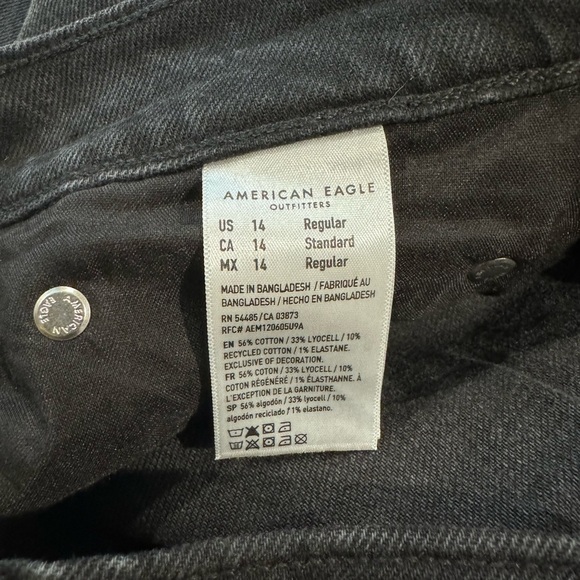 AMERICAN EAGLE
OUTFITTERS
US 14 Regular
CA 14 Standard
MX 14 Regular
MADE IN BANGLADESH / FABRIQUÉ AU
BANGLADESH / HECHO EN BANGLADESH
RN 54485/CA 03873
RFC# AEM120605U9A
EN 56% COTTON / 33% LYOCELL / 10%
RECYCLED COTTON / 1% ELASTANE.
EXCLUSIVE OF DECORATION.
FR 56% COTON / 33% LYOCELL / 10%
COTON RÉGÉNÉRÉ / 1% ÉLASTHANNE. À
L'EXCEPTION DE LA GARNITURE.
SP 56% algodón / 33% lyocell / 10%
algodón reciclado / 1% elastano.
AMERICAN EAGLE